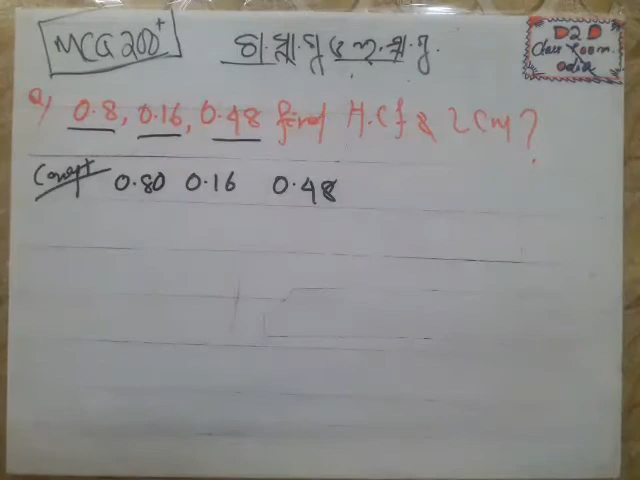 MCQ 200+
ଗ.ସା.ଗୁ ଓ ଲ.ସା.ଗୁ.
D2D
Class room
odia
Q) 0.8, 0.16, 0.48 find H.cf & Lcm?
Concept 0.80 0.16 0.48